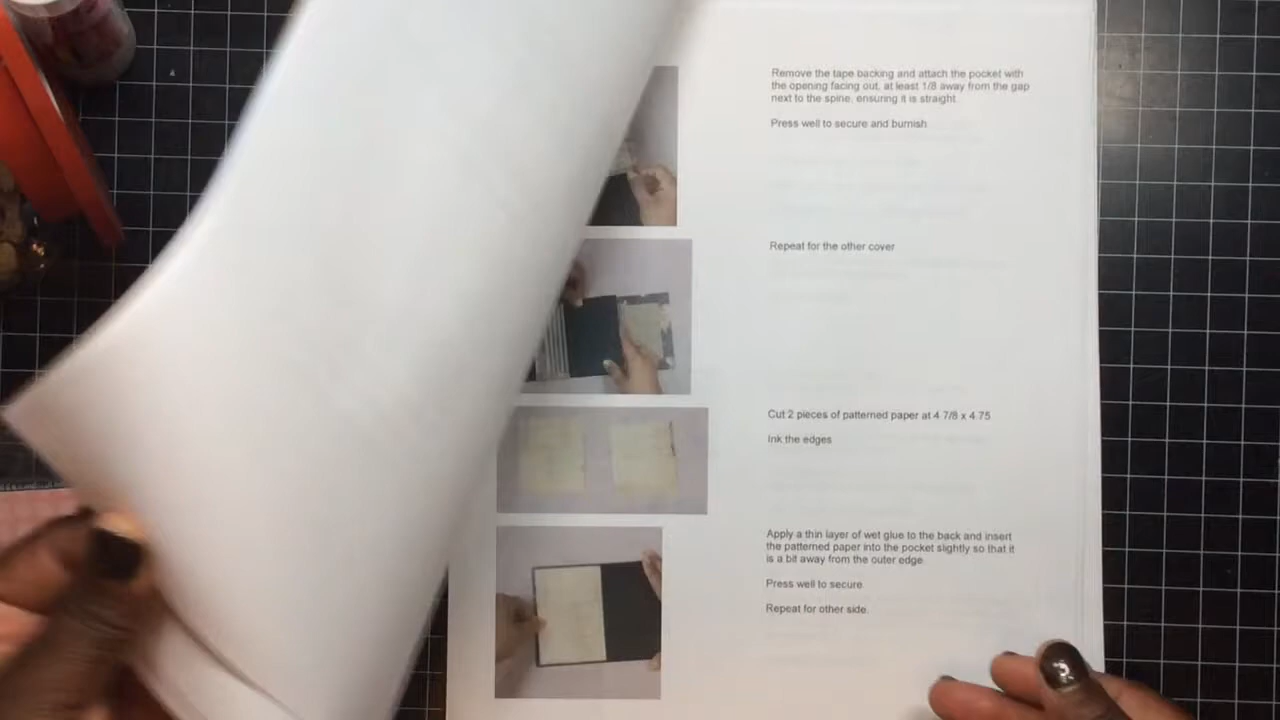 Remove the tape backing and attach the pocket with
the opening facing out, at least 1/8 away from the gap
next to the spine, ensuring it is straight.
Press well to secure and burnish
Repeat for the other cover
Cut 2 pieces of patterned paper at 4 7/8 x 4.75
Ink the edges
Apply a thin layer of wet glue to the back and insert
the patterned paper into the pocket slightly so that it
is a bit away from the outer edge.
Press well to secure.
Repeat for other side.